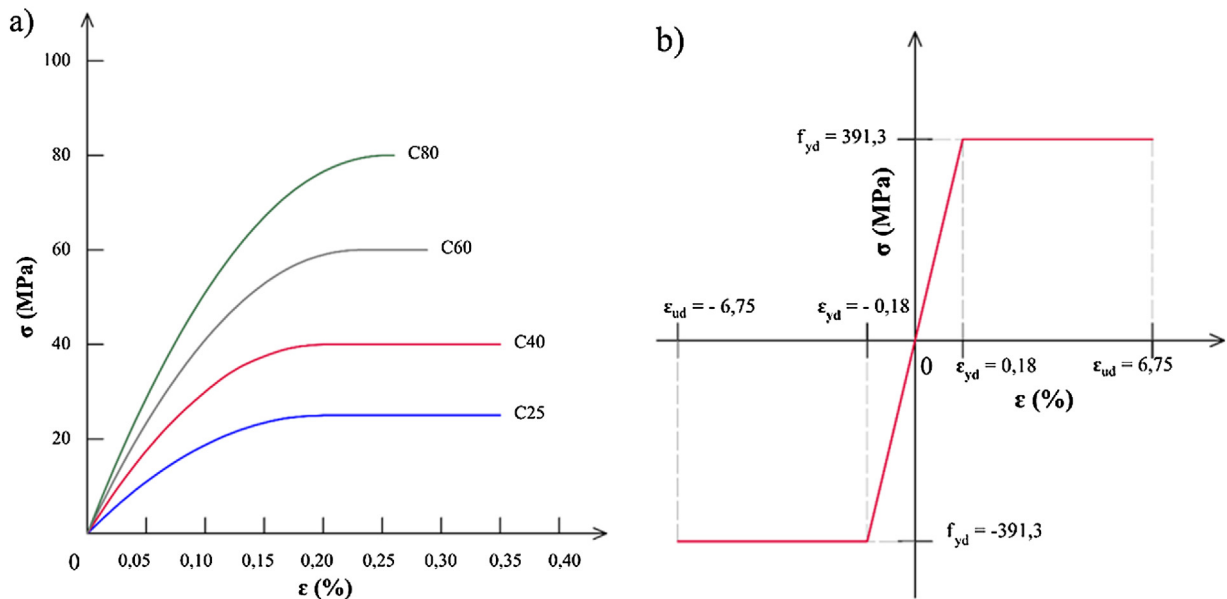 a)
σ (MPa)
100
80
60
40
20
0
0,05
0,10
0,15
0,20
0,25
0,30
0,35
0,40
ε (%)
C80
C60
C40
C25
b)
σ (MPa)
f_yd = 391,3
ε_ud = - 6,75
ε_yd = - 0,18
0
ε_yd = 0,18
ε_ud = 6,75
ε (%)
f_yd = -391,3